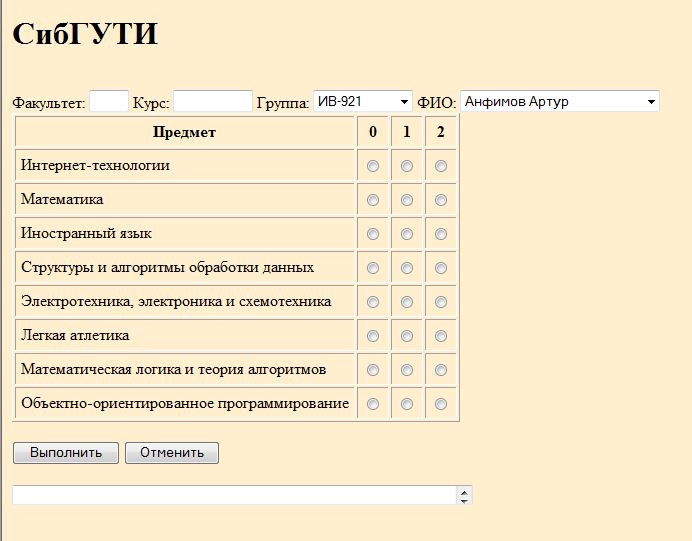 СибГУТИ
Факультет: Курс: Группа: ИВ-921 ФИО: Анфимов Артур
Предмет 0 1 2
Интернет-технологии
Математика
Иностранный язык
Структуры и алгоритмы обработки данных
Электротехника, электроника и схемотехника
Легкая атлетика
Математическая логика и теория алгоритмов
Объектно-ориентированное программирование
Выполнить Отменить